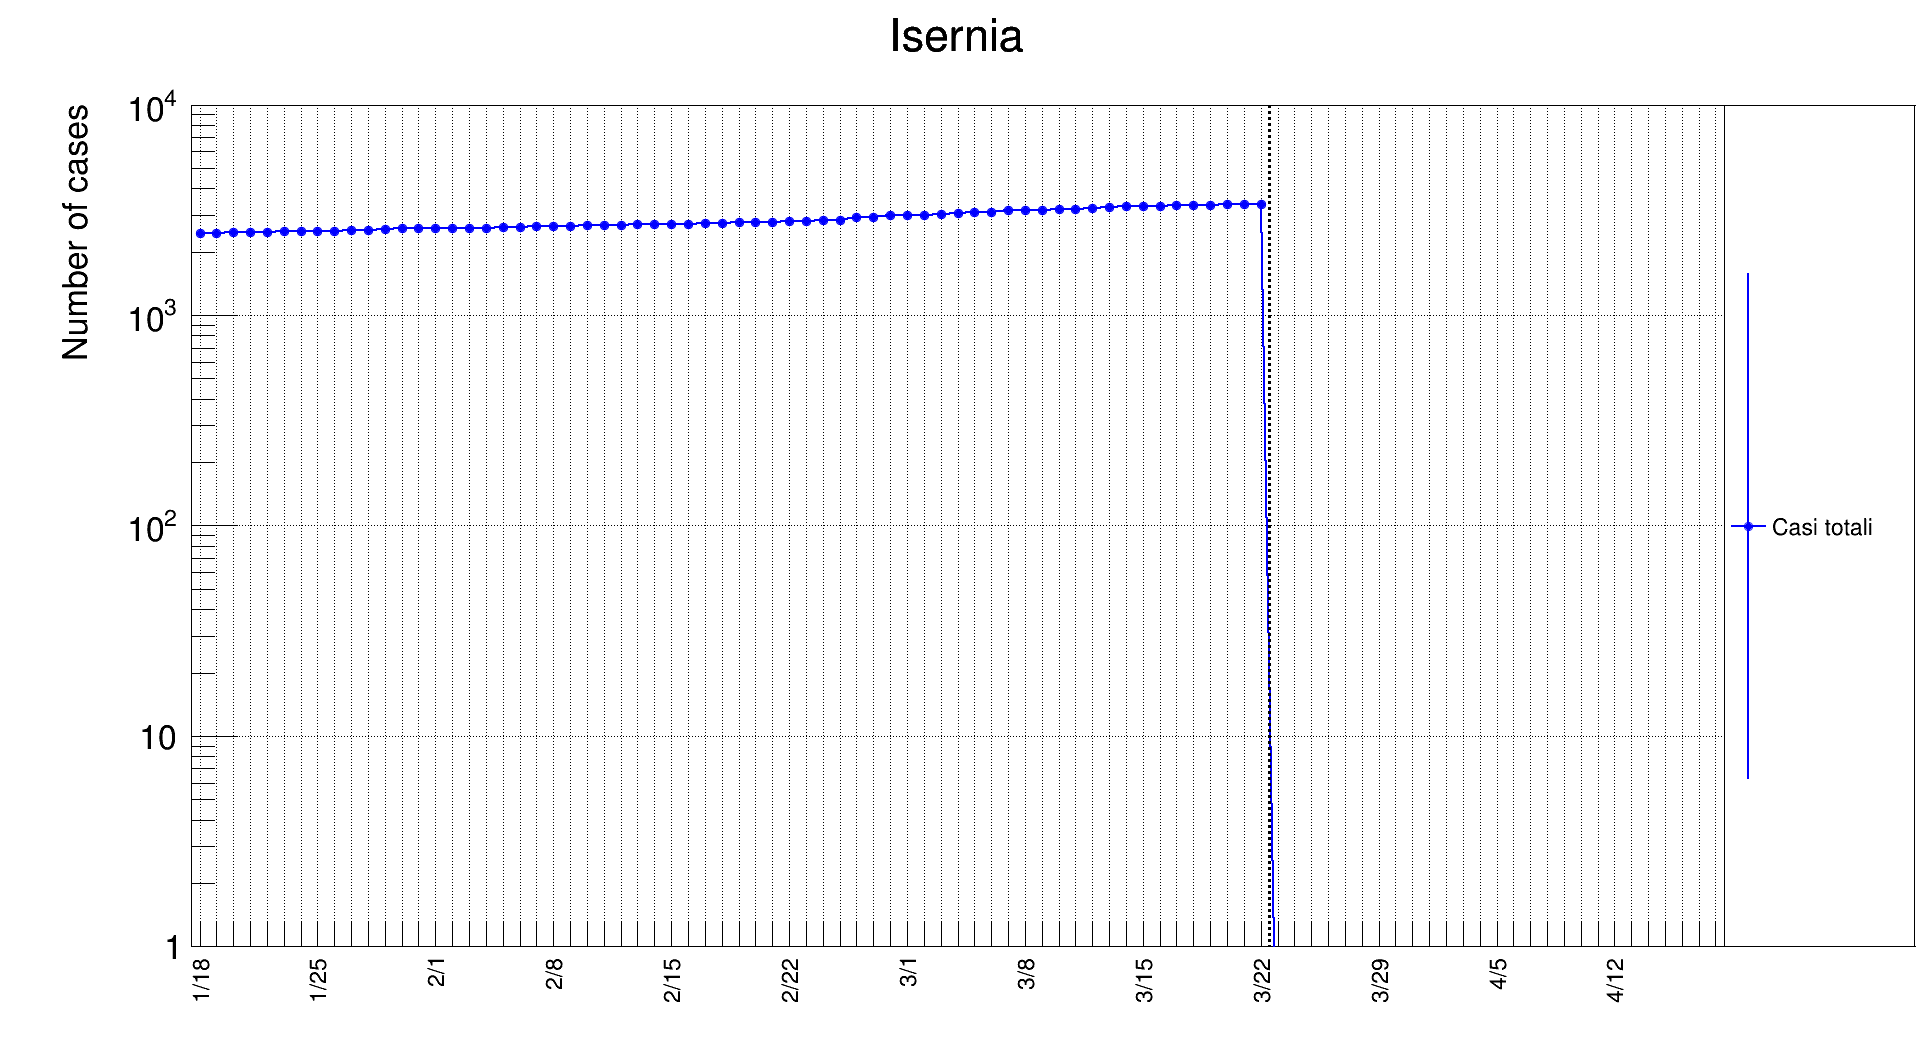 Isernia
Number of cases
10^4
10^3
10^2
10
1
1/18 1/25 2/1 2/8 2/15 2/22 3/1 3/8 3/15 3/22 3/29 4/5 4/12
Casi totali